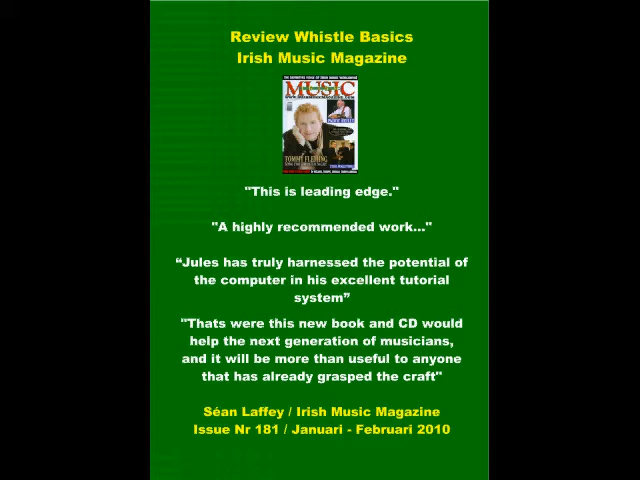 Review Whistle Basics
Irish Music Magazine
MUSIC
TOMMY FLEMING
"This is leading edge."
"A highly recommended work..."
“Jules has truly harnessed the potential of
the computer in his excellent tutorial
system”
"Thats were this new book and CD would
help the next generation of musicians,
and it will be more than useful to anyone
that has already grasped the craft"
Séan Laffey / Irish Music Magazine
Issue Nr 181 / Januari - Februari 2010